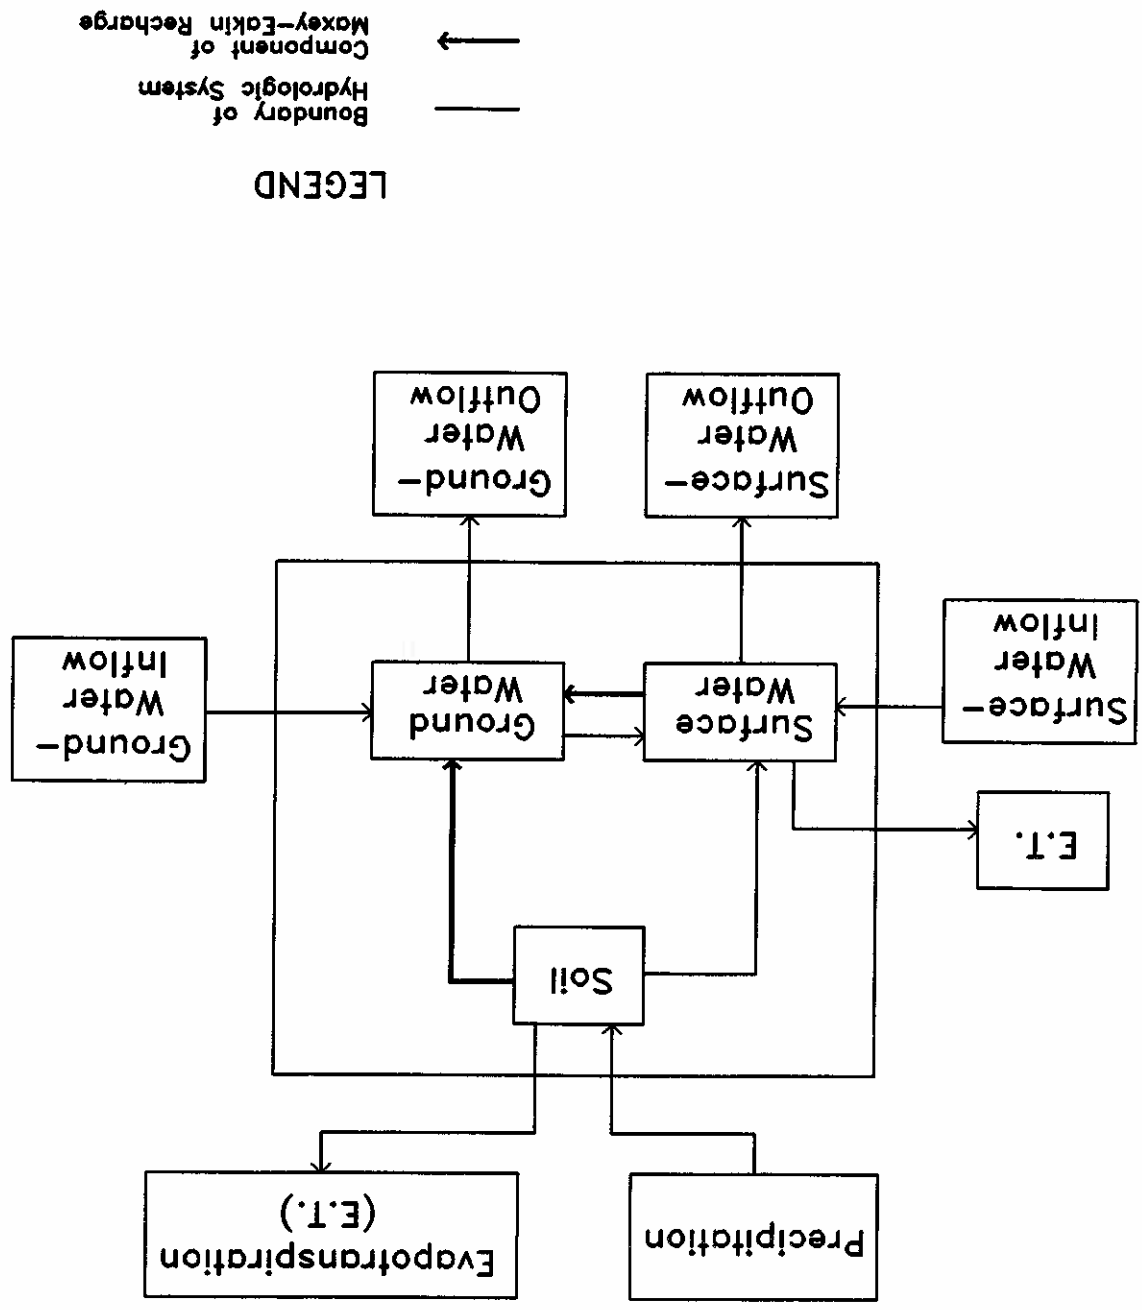 Precipitation
Evapotranspiration
(E.T.)
Soil
E.T.
Surface-
Water
Inflow
Surface
Water
Ground
Water
Ground-
Water
Inflow
Surface-
Water
Outflow
Ground-
Water
Outflow
LEGEND
Boundary of
Hydrologic System
Component of
Maxey-Eakin Recharge